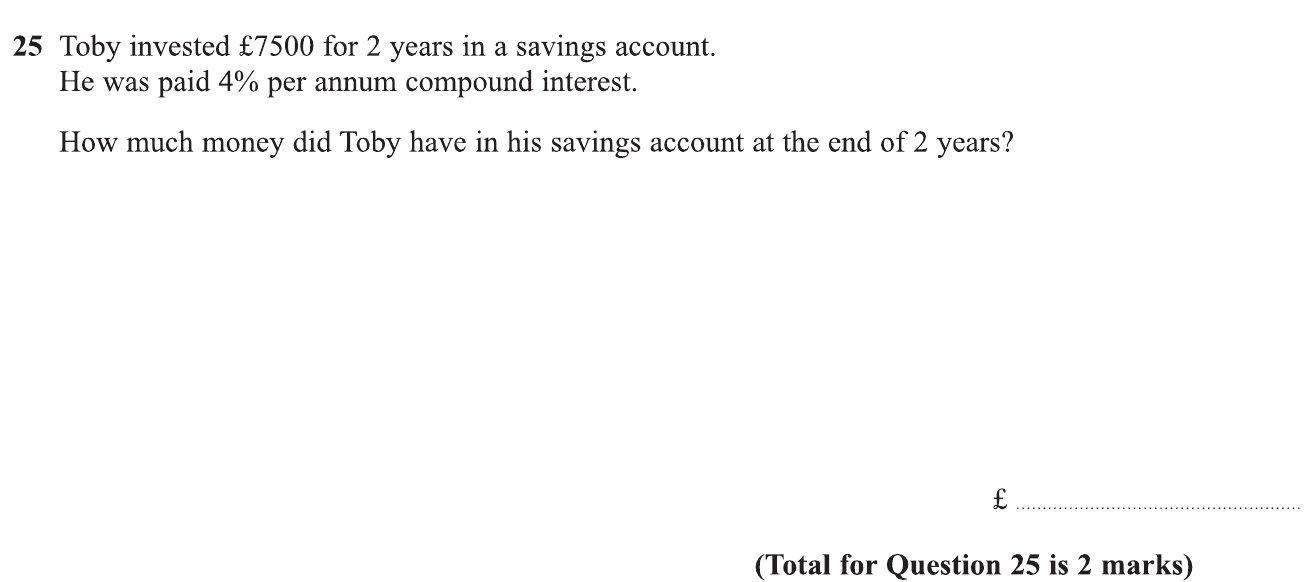 25 Toby invested £7500 for 2 years in a savings account.
He was paid 4% per annum compound interest.
How much money did Toby have in his savings account at the end of 2 years?
£ ........................................................
(Total for Question 25 is 2 marks)